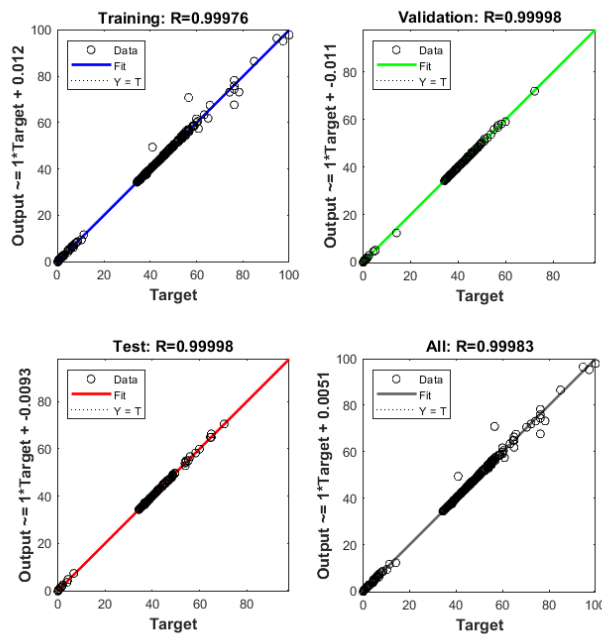 Training: R=0.99976
Output ~= 1*Target + 0.012
100
80
60
40
20
0
Data
Fit
Y = T
0 20 40 60 80 100
Target
Validation: R=0.99998
Output ~= 1*Target + -0.011
80
60
40
20
0
Data
Fit
Y = T
0 20 40 60 80
Target
Test: R=0.99998
Output ~= 1*Target + -0.0093
80
60
40
20
0
Data
Fit
Y = T
0 20 40 60 80
Target
All: R=0.99983
Output ~= 1*Target + 0.0051
100
80
60
40
20
0
Data
Fit
Y = T
0 20 40 60 80 100
Target